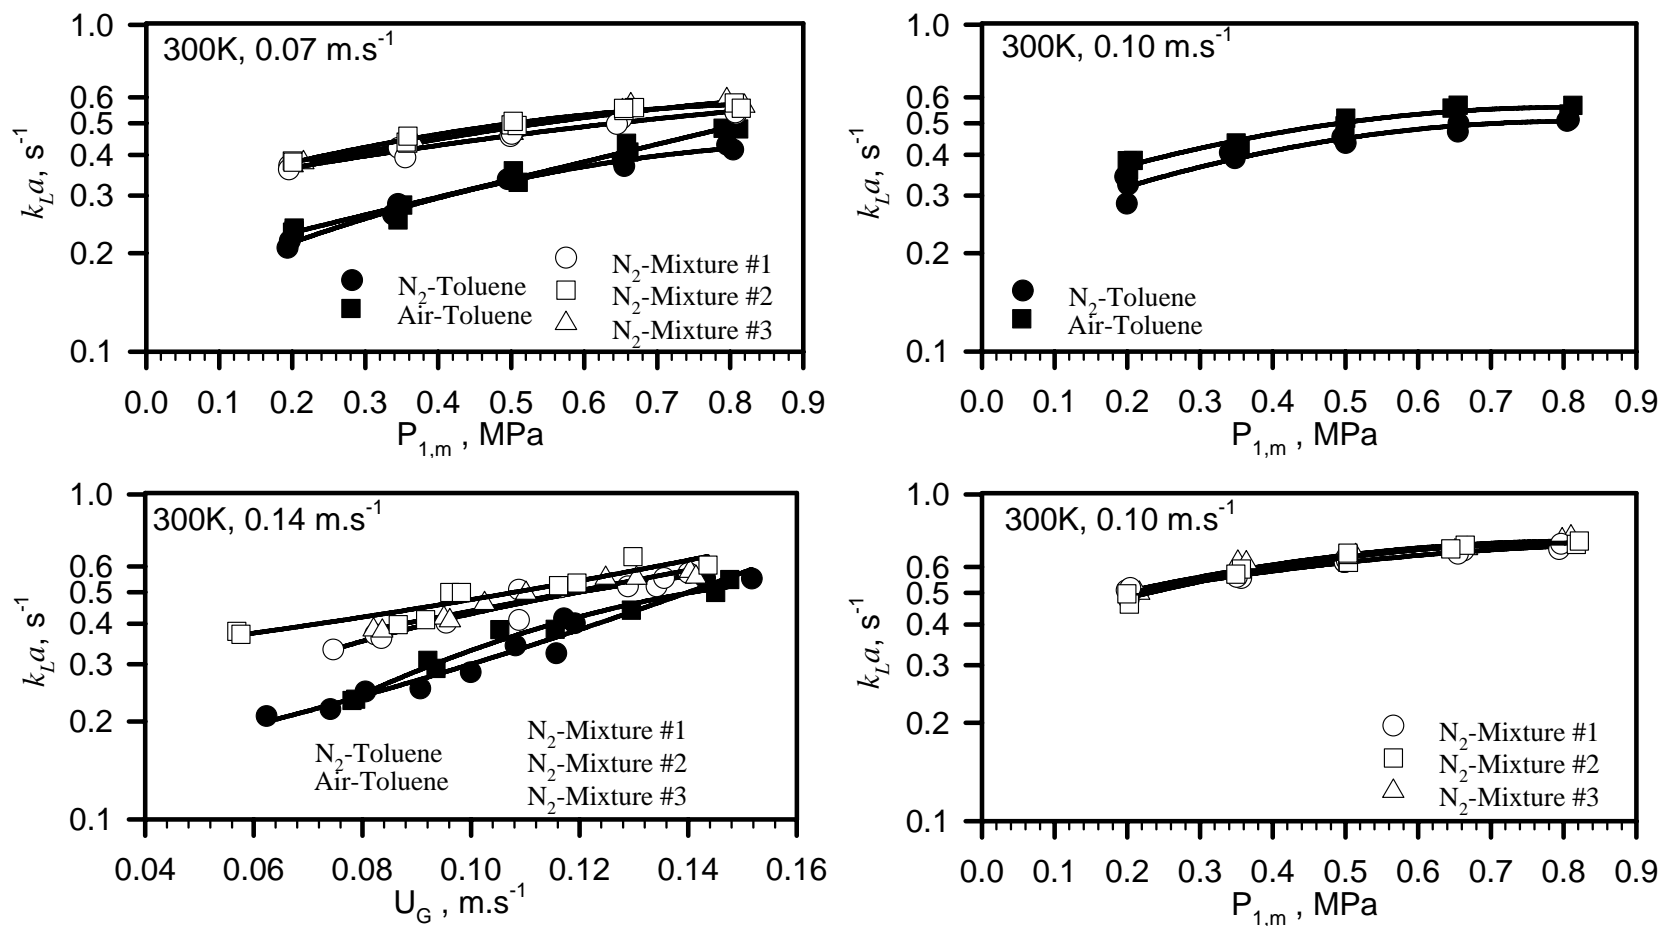 300K, 0.07 m.s-1
1.0
0.6
0.5
0.4
0.3
0.2
0.1
kLa, s-1
N2-Toluene
Air-Toluene
N2-Mixture #1
N2-Mixture #2
N2-Mixture #3
0.0 0.1 0.2 0.3 0.4 0.5 0.6 0.7 0.8 0.9
P1,m , MPa
300K, 0.10 m.s-1
1.0
0.6
0.5
0.4
0.3
0.2
0.1
kLa, s-1
N2-Toluene
Air-Toluene
0.0 0.1 0.2 0.3 0.4 0.5 0.6 0.7 0.8 0.9
P1,m , MPa
300K, 0.14 m.s-1
1.0
0.6
0.5
0.4
0.3
0.2
0.1
kLa, s-1
N2-Toluene
Air-Toluene
N2-Mixture #1
N2-Mixture #2
N2-Mixture #3
0.04 0.06 0.08 0.10 0.12 0.14 0.16
UG , m.s-1
300K, 0.10 m.s-1
1.0
0.6
0.5
0.4
0.3
0.2
0.1
kLa, s-1
N2-Mixture #1
N2-Mixture #2
N2-Mixture #3
0.0 0.1 0.2 0.3 0.4 0.5 0.6 0.7 0.8 0.9
P1,m , MPa